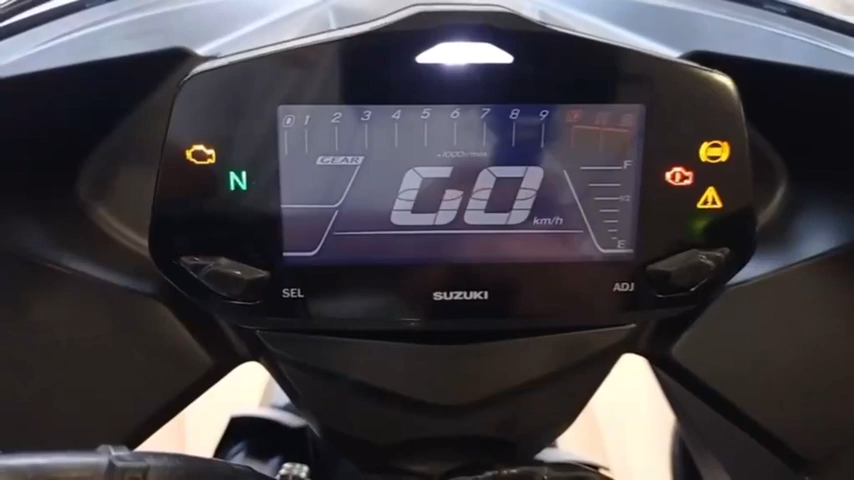 0 1 2 3 4 5 6 7 8 9
×1000r/min
GEAR
N
GO
km/h
F
1/2
E
SEL
SUZUKI
ADJ